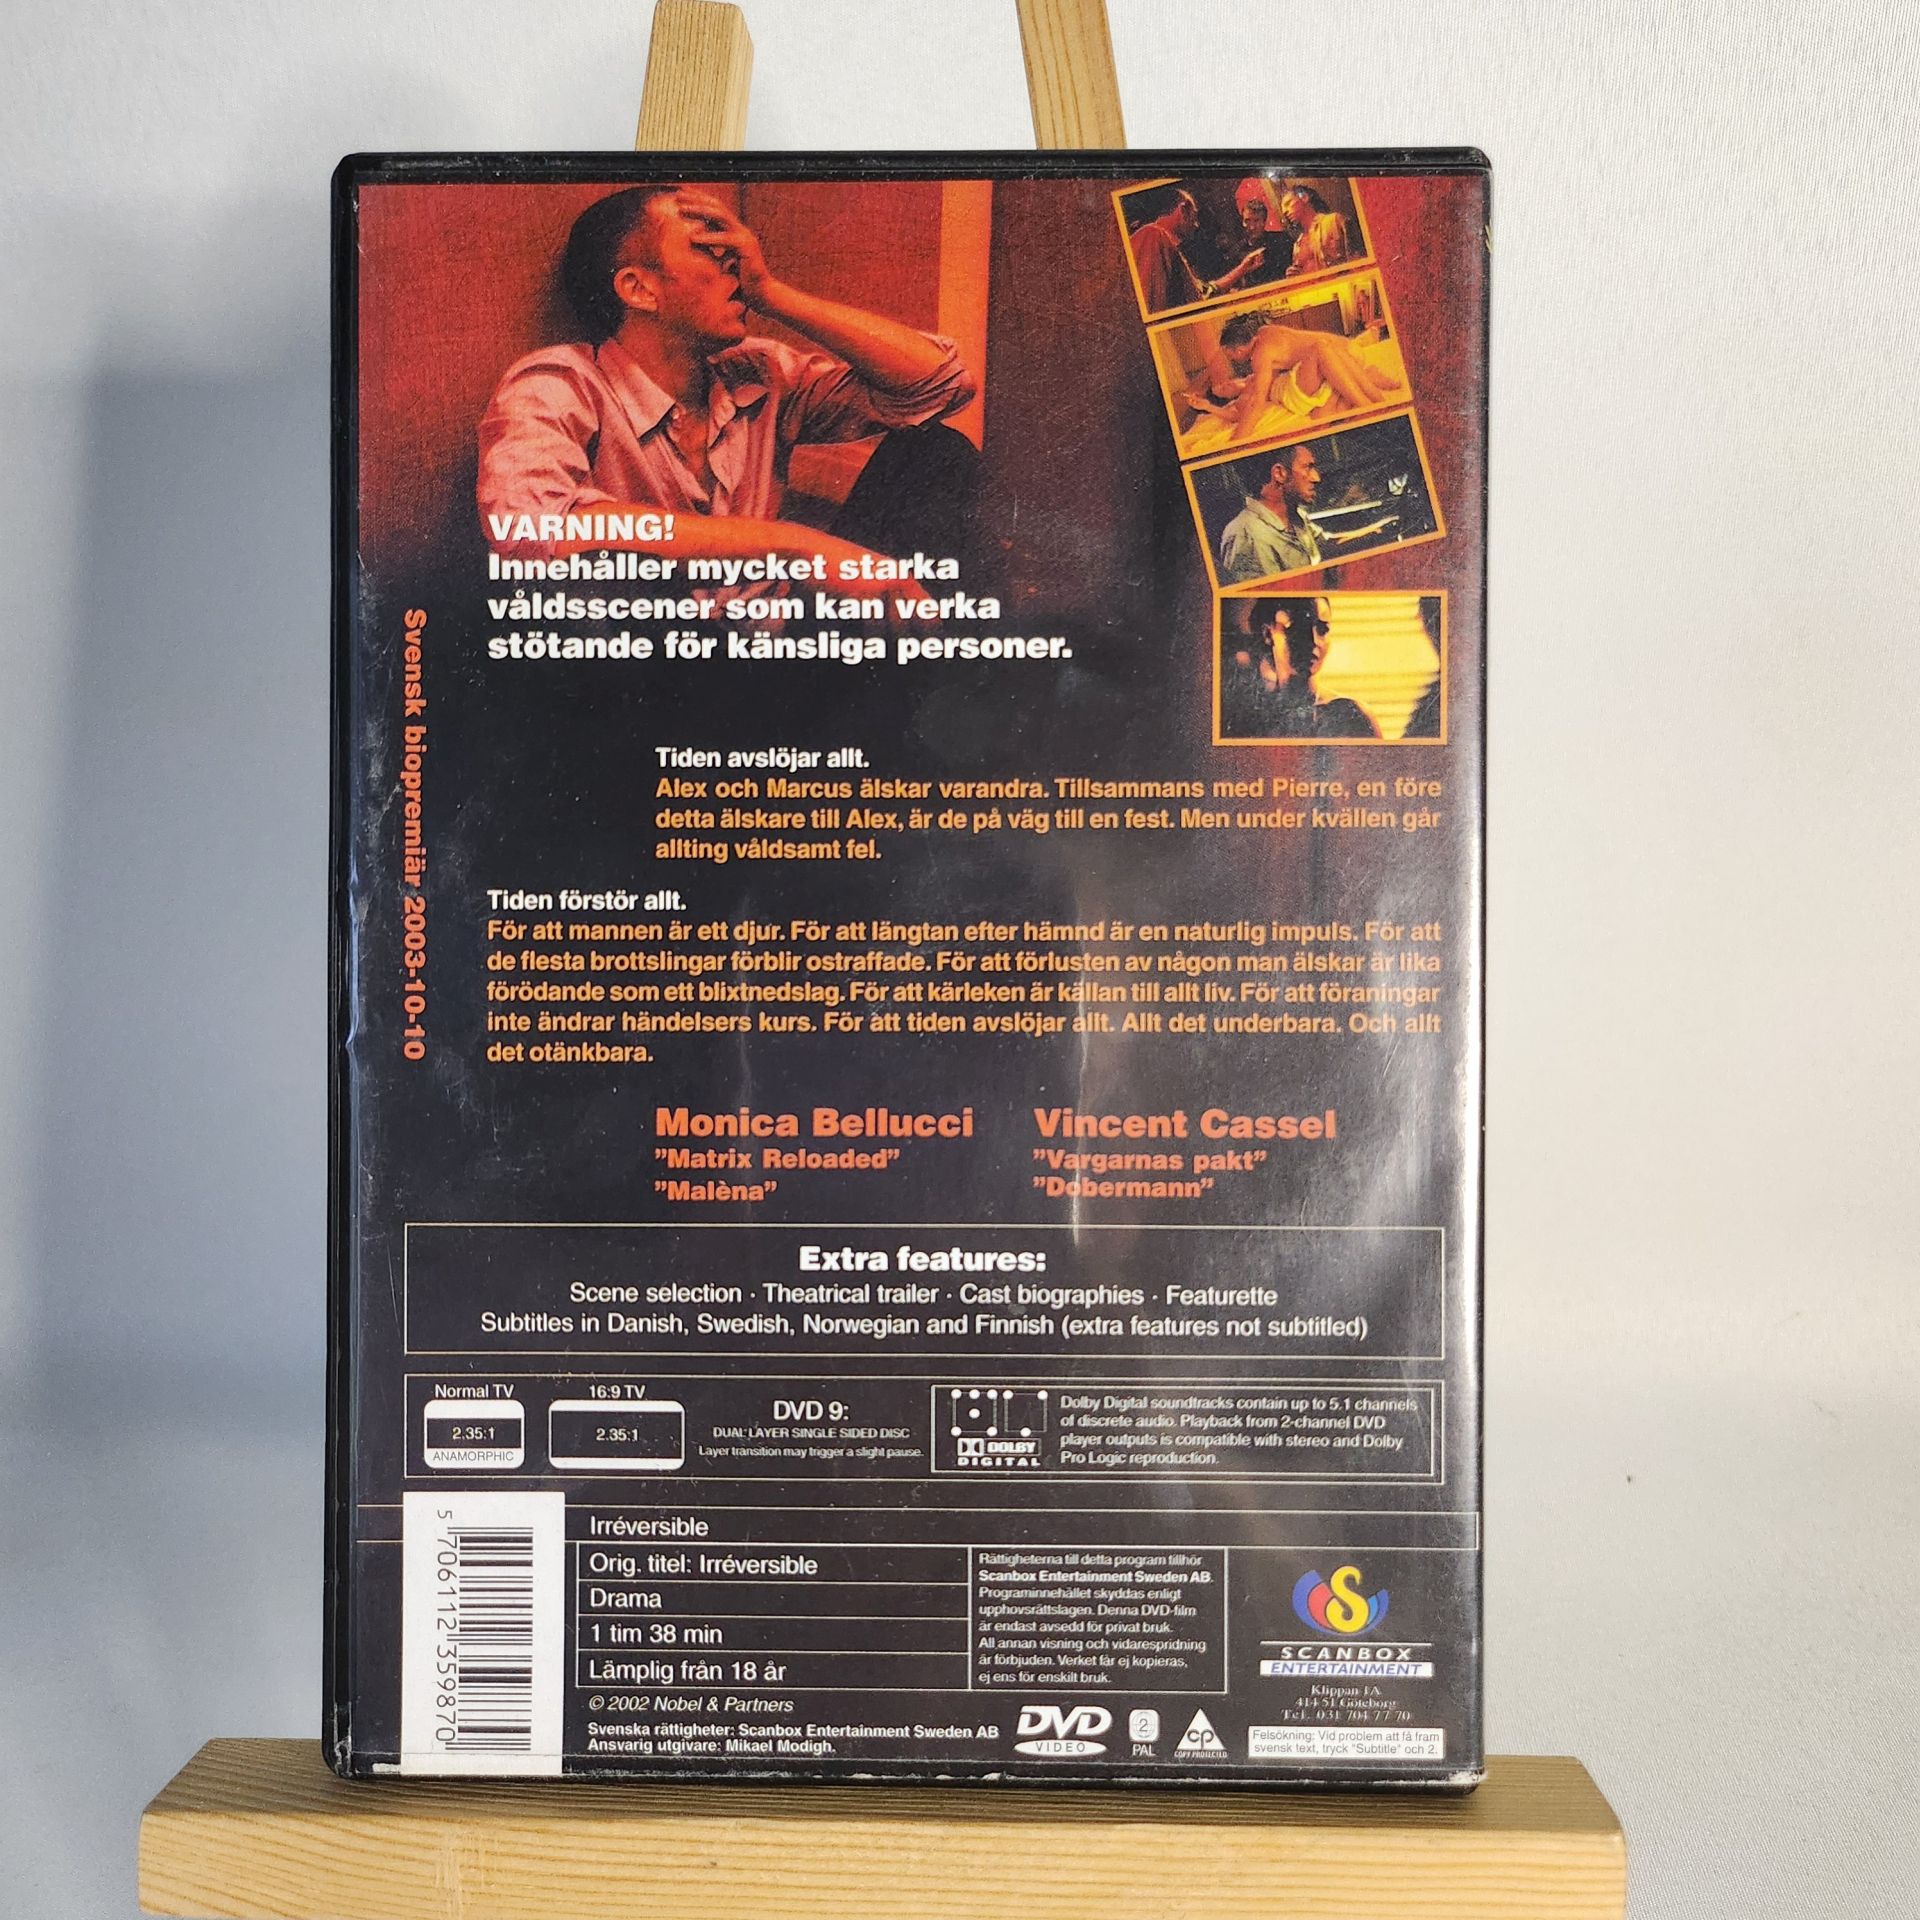 VARNING!
Innehåller mycket starka
våldsscener som kan verka
stötande för känsliga personer.
Svensk biopremiär 2003-10-10
Tiden avslöjar allt.
Alex och Marcus älskar varandra. Tillsammans med Pierre, en före
detta älskare till Alex, är de på väg till en fest. Men under kvällen går
allting våldsamt fel.
Tiden förstör allt.
För att mannen är ett djur. För att längtan efter hämnd är en naturlig impuls. För att
de flesta brottslingar förblir ostraffade. För att förlusten av någon man älskar är lika
förödande som ett blixtnedslag. För att kärleken är källan till allt liv. För att föraningar
inte ändrar händelsers kurs. För att tiden avslöjar allt. Allt det underbara. Och allt
det otänkbara.
Monica Bellucci
"Matrix Reloaded"
"Malèna"
Vincent Cassel
"Vargarnas pakt"
"Dobermann"
Extra features:
Scene selection · Theatrical trailer · Cast biographies · Featurette
Subtitles in Danish, Swedish, Norwegian and Finnish (extra features not subtitled)
Normal TV
2.35:1
ANAMORPHIC
16:9 TV
2.35:1
DVD 9:
DUAL LAYER SINGLE SIDED DISC
Layer transition may trigger a slight pause.
DOLBY
DIGITAL
Dolby Digital soundtracks contain up to 5.1 channels
of discrete audio. Playback from 2-channel DVD
player outputs is compatible with stereo and Dolby
Pro Logic reproduction.
5 706112 359870
Irréversible
Orig. titel: Irréversible
Drama
1 tim 38 min
Lämplig från 18 år
© 2002 Nobel & Partners
Svenska rättigheter: Scanbox Entertainment Sweden AB
Ansvarig utgivare: Mikael Modigh.
Rättigheterna till detta program tillhör
Scanbox Entertainment Sweden AB.
Programinnehållet skyddas enligt
upphovsrättslagen. Denna DVD-film
är endast avsedd för privat bruk.
All annan visning och vidarespridning
är förbjuden. Verket får ej kopieras,
ej ens för enskilt bruk.
DVD
VIDEO
2
PAL
CP
COPY PROTECTED
S
SCANBOX
ENTERTAINMENT
Klippan 1A
414 51 Göteborg
Tel. 031 704 77 70
Felsökning: Vid problem att få fram
svensk text, tryck "Subtitle" och 2.